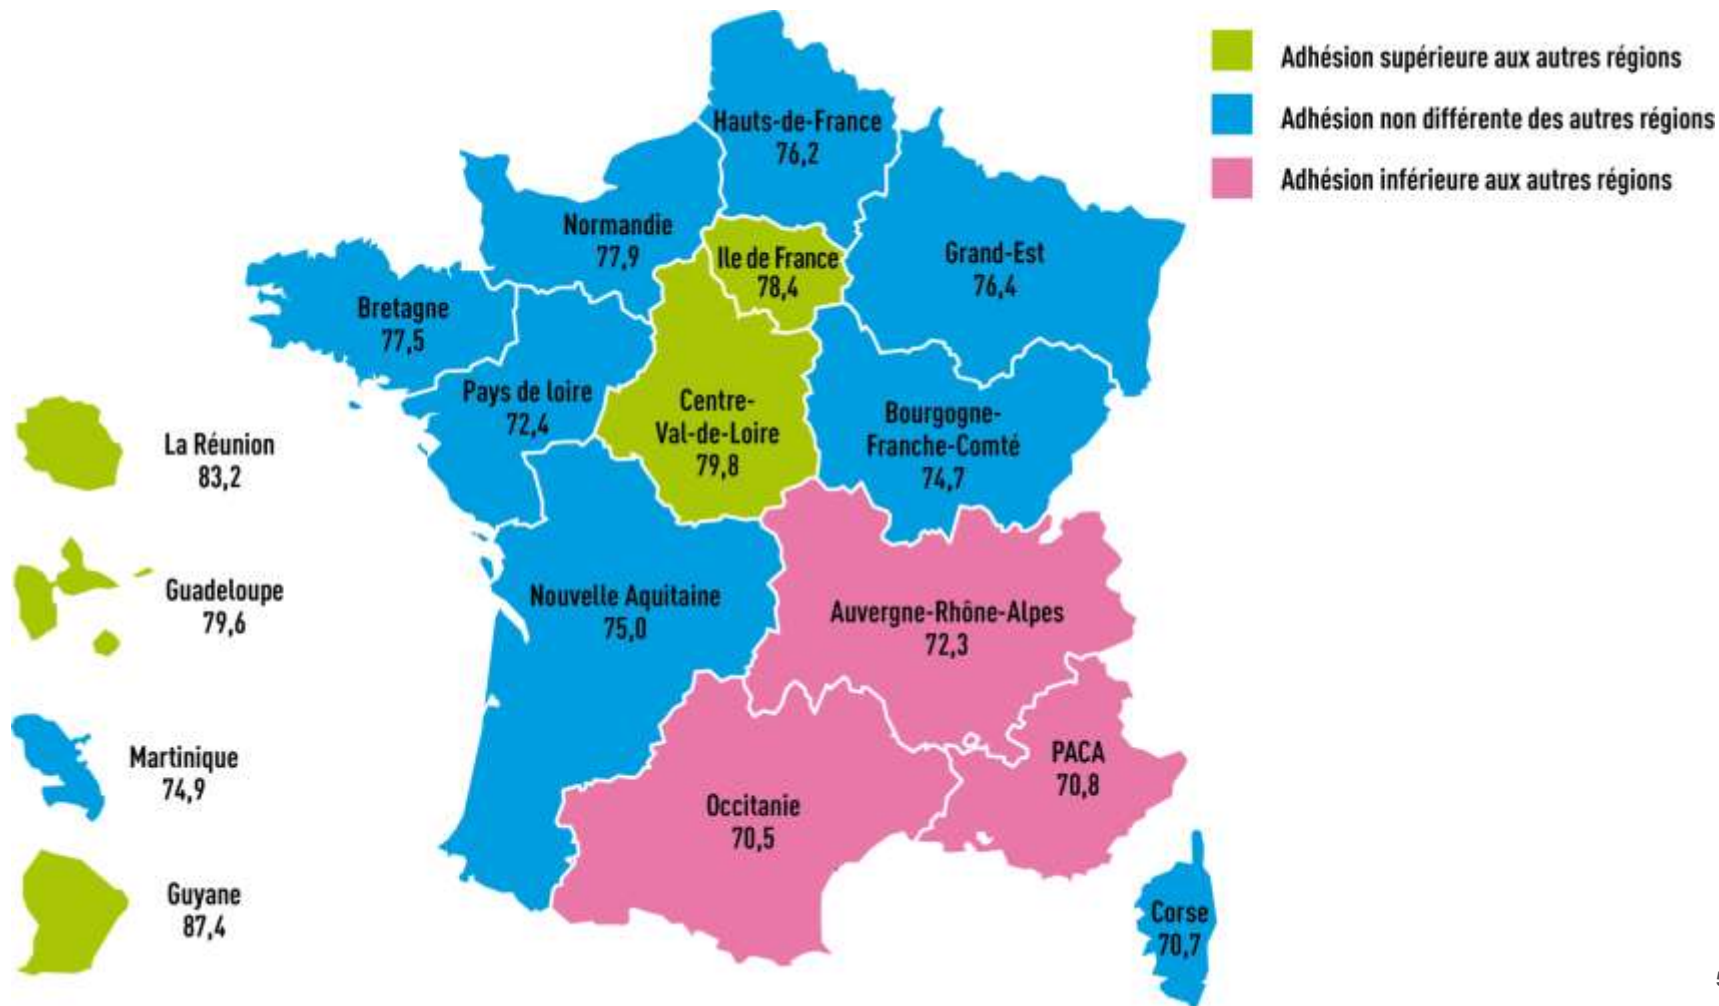 Adhésion supérieure aux autres régions
Adhésion non différente des autres régions
Adhésion inférieure aux autres régions
Hauts-de-France
76,2
Normandie
77,9
Ile de France
78,4
Grand-Est
76,4
Bretagne
77,5
Pays de loire
72,4
Centre-
Val-de-Loire
79,8
Bourgogne-
Franche-Comté
74,7
La Réunion
83,2
Guadeloupe
79,6
Nouvelle Aquitaine
75,0
Auvergne-Rhône-Alpes
72,3
Martinique
74,9
Occitanie
70,5
PACA
70,8
Guyane
87,4
Corse
70,7